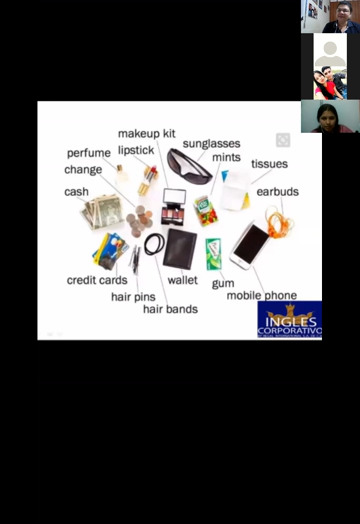 makeup kit
sunglasses
perfume
lipstick
mints
change
tissues
cash
earbuds
credit cards
wallet
gum
hair pins
mobile phone
hair bands
INGLES
CORPORATIVO